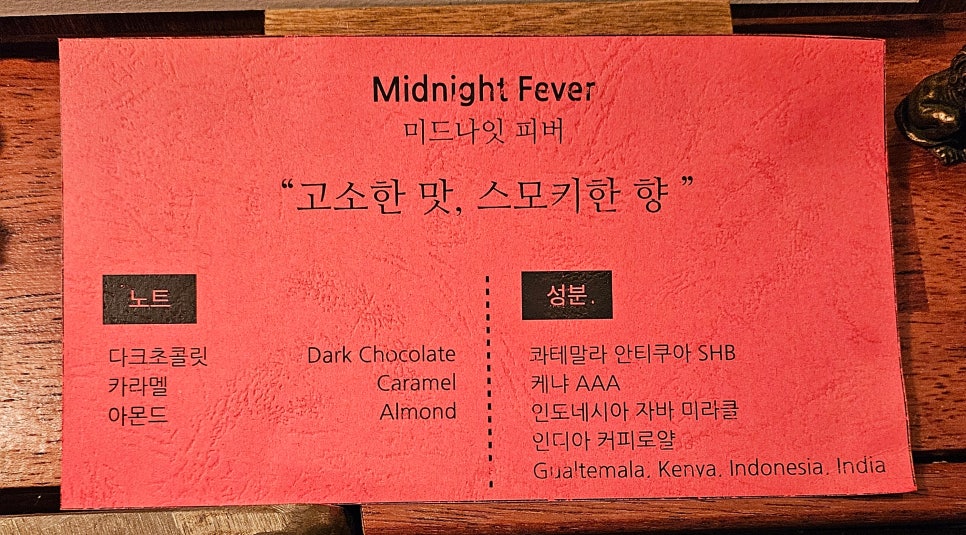 Midnight Fever
미드나잇 피버
“고소한 맛, 스모키한 향 ”
노트
다크초콜릿 Dark Chocolate
카라멜 Caramel
아몬드 Almond
성분.
콰테말라 안티쿠아 SHB
케냐 AAA
인도네시아 자바 미라클
인디아 커피로얄
Gualtemala, Kenya, Indonesia, India